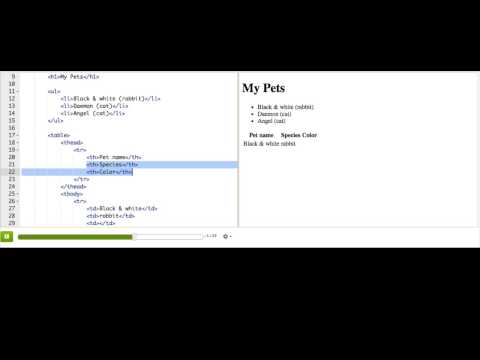 9 <h1>My Pets</h1>
10
11 <ul>
12 <li>Black & white (rabbit)</li>
13 <li>Daemon (cat)</li>
14 <li>Angel (cat)</li>
15 </ul>
16
17 <table>
18 <thead>
19 <tr>
20 <th>Pet name</th>
21 <th>Species</th>
22 <th>Color</th>
23 </tr>
24 </thead>
25 <tbody>
26 <tr>
27 <td>Black & white</td>
28 <td>rabbit</td>
29 <td></td>
My Pets
Black & white (rabbit)
Daemon (cat)
Angel (cat)
Pet name Species Color
Black & white rabbit